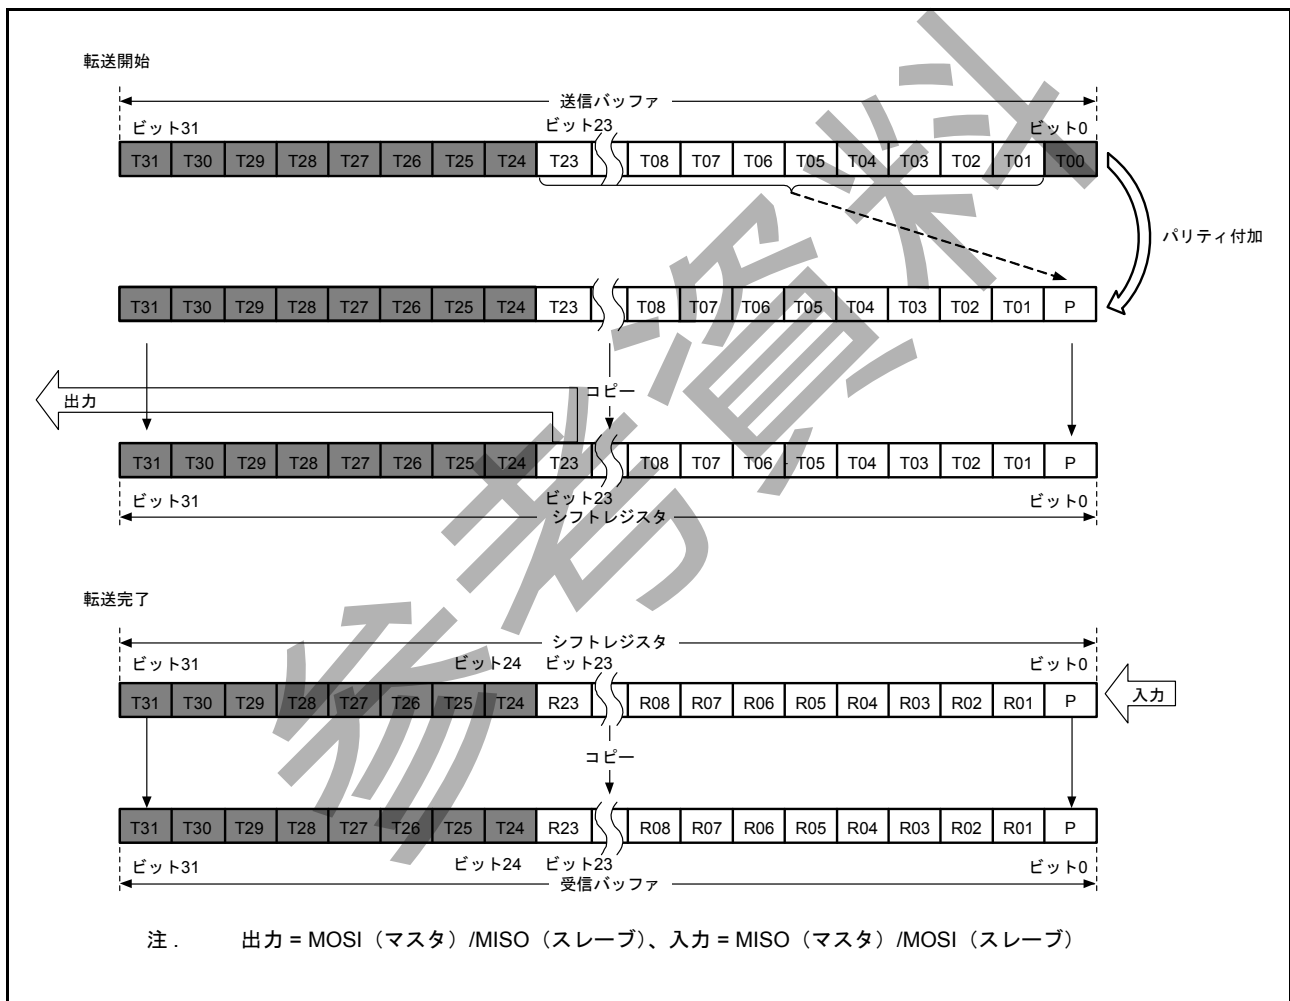 転送開始
送信バッファ
ビット31 ビット23 ビット0
T31 T30 T29 T28 T27 T26 T25 T24 T23 T08 T07 T06 T05 T04 T03 T02 T01 T00
パリティ付加
T31 T30 T29 T28 T27 T26 T25 T24 T23 T08 T07 T06 T05 T04 T03 T02 T01 P
コピー
出力
T31 T30 T29 T28 T27 T26 T25 T24 T23 T08 T07 T06 T05 T04 T03 T02 T01 P
ビット31 ビット23 ビット0
シフトレジスタ
転送完了
シフトレジスタ
ビット31 ビット24 ビット23 ビット0
T31 T30 T29 T28 T27 T26 T25 T24 R23 R08 R07 R06 R05 R04 R03 R02 R01 P
入力
コピー
T31 T30 T29 T28 T27 T26 T25 T24 R23 R08 R07 R06 R05 R04 R03 R02 R01 P
ビット31 ビット24 ビット23 ビット0
受信バッファ
注. 出力 = MOSI（マスタ）/MISO（スレーブ）、入力 = MISO（マスタ）/MOSI（スレーブ）
参考資料